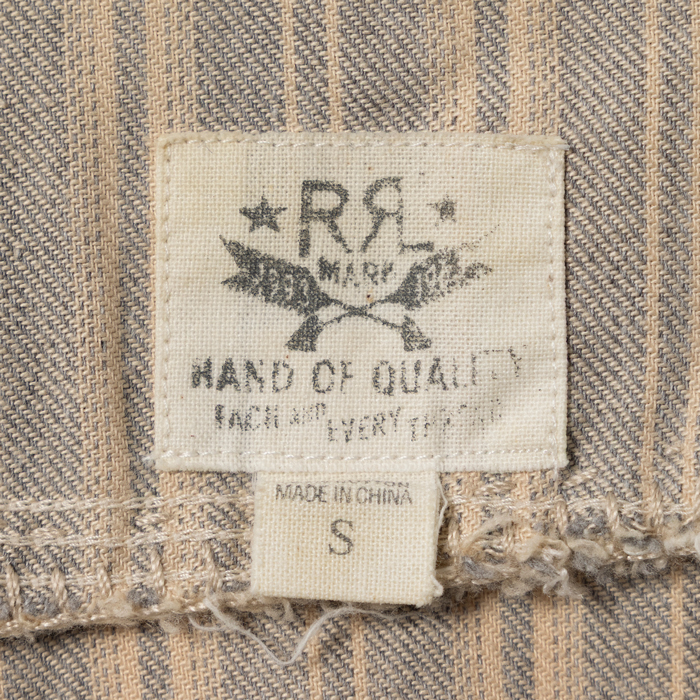 RRL
MARK
HAND OF QUALITY
EACH AND EVERY THREAD
MADE IN CHINA
S